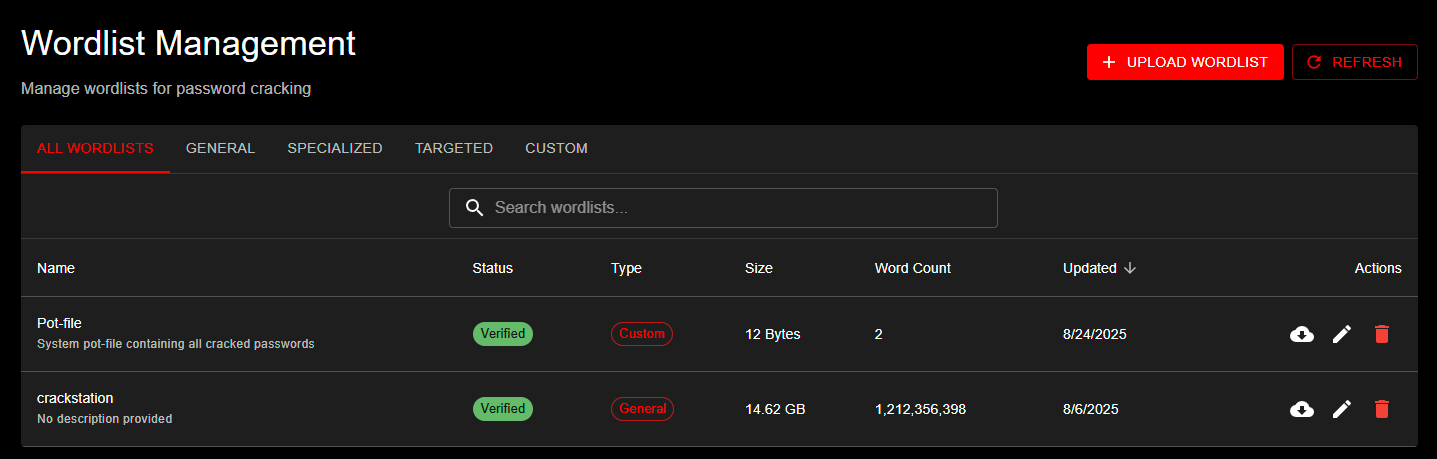 Wordlist Management
Manage wordlists for password cracking
UPLOAD WORDLIST
REFRESH
ALL WORDLISTS GENERAL SPECIALIZED TARGETED CUSTOM
Search wordlists...
Name Status Type Size Word Count Updated Actions
Pot-file
System pot-file containing all cracked passwords
Verified Custom 12 Bytes 2 8/24/2025
crackstation
No description provided
Verified General 14.62 GB 1,212,356,398 8/6/2025